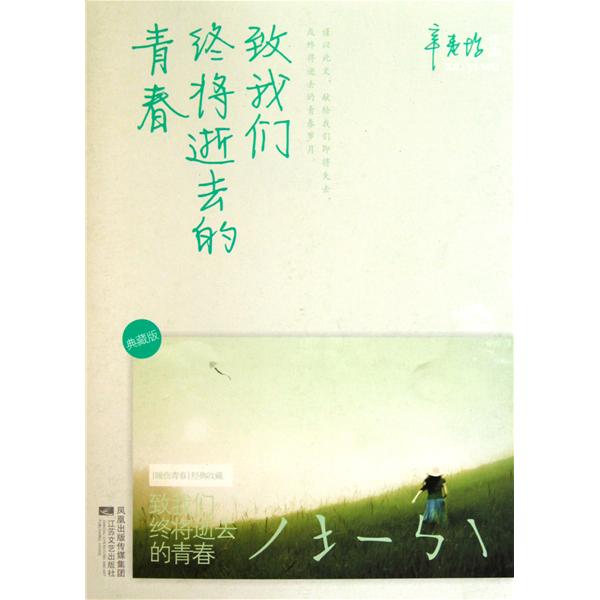 致我们
终将逝去的
青春
辛夷坞
谨以此文，献给我们即将失去、
或终将逝去的青春岁月。
典藏版
[暖伤青春]经典收藏
致我们
终将逝去
的青春
凤凰出版传媒集团
江苏文艺出版社